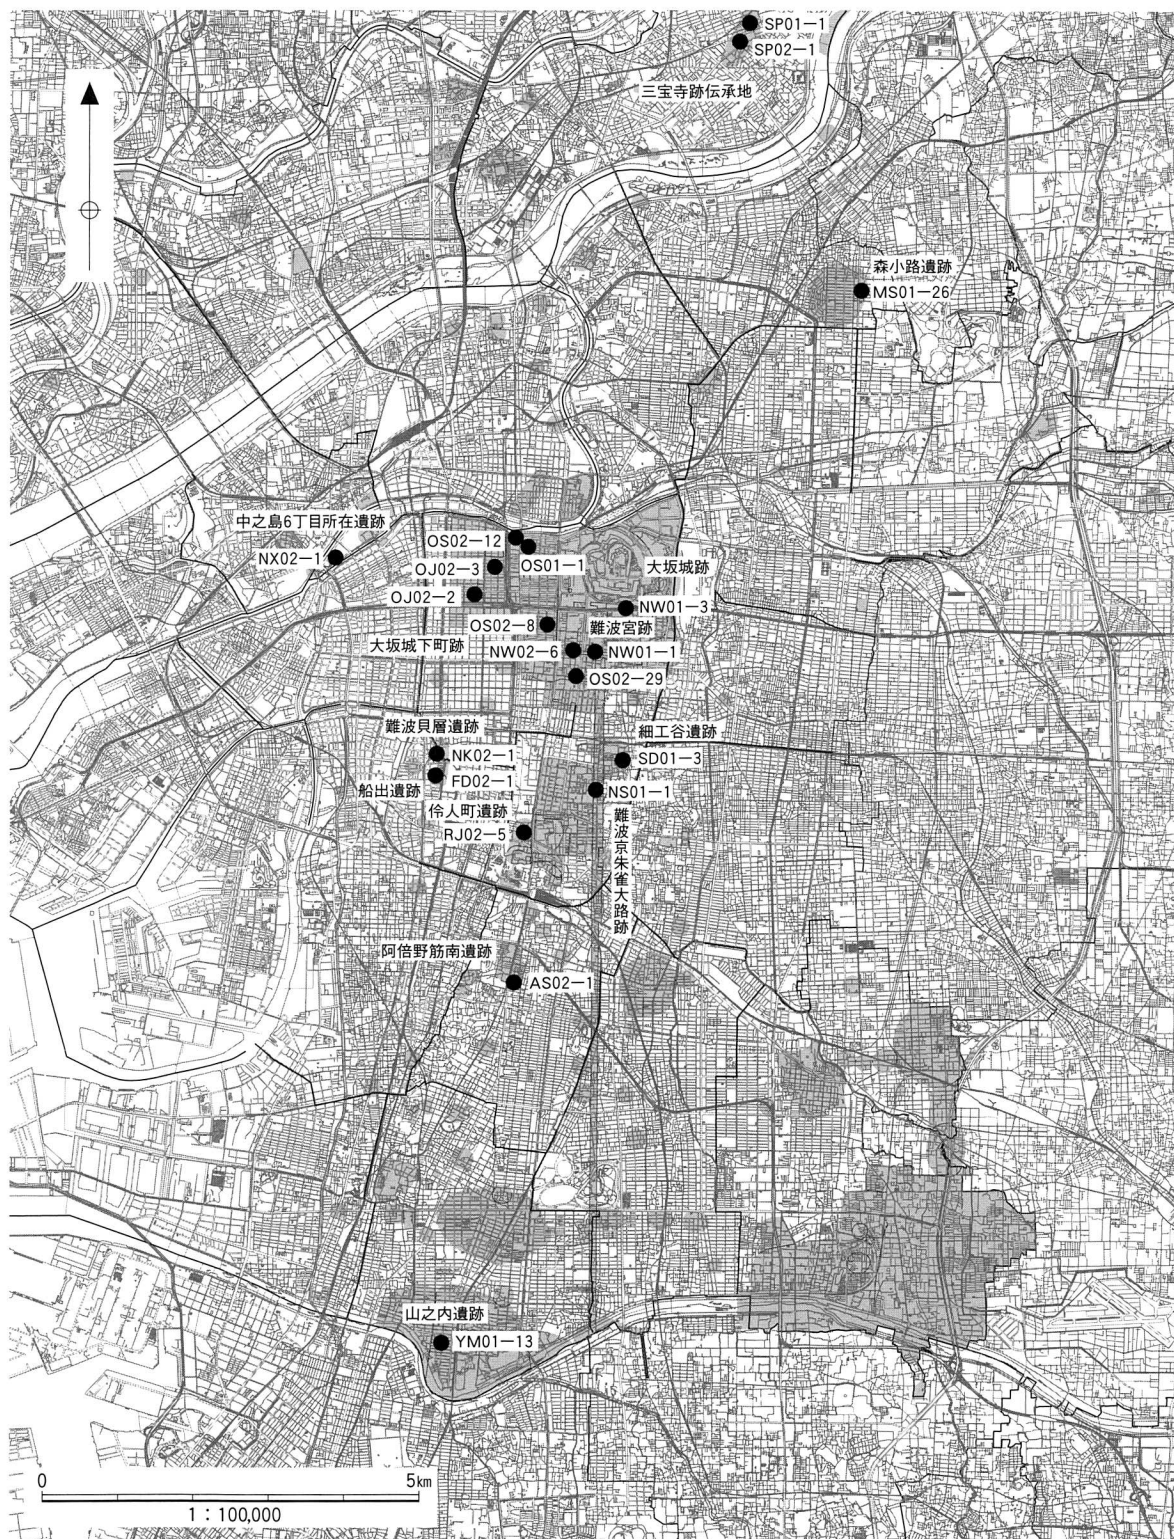 SP01−1
SP02−1
三宝寺跡伝承地
森小路遺跡
MS01−26
中之島6丁目所在遺跡
NX02−1
OS02−12
OS01−1
OJ02−3
大坂城跡
OJ02−2
NW01−3
OS02−8
難波宮跡
大坂城下町跡
NW02−6
NW01−1
OS02−29
難波貝層遺跡
細工谷遺跡
NK02−1
SD01−3
FD02−1
船出遺跡
NS01−1
伶人町遺跡
RJ02−5
難波京朱雀大路跡
阿倍野筋南遺跡
AS02−1
山之内遺跡
YM01−13
0 5km
1：100,000